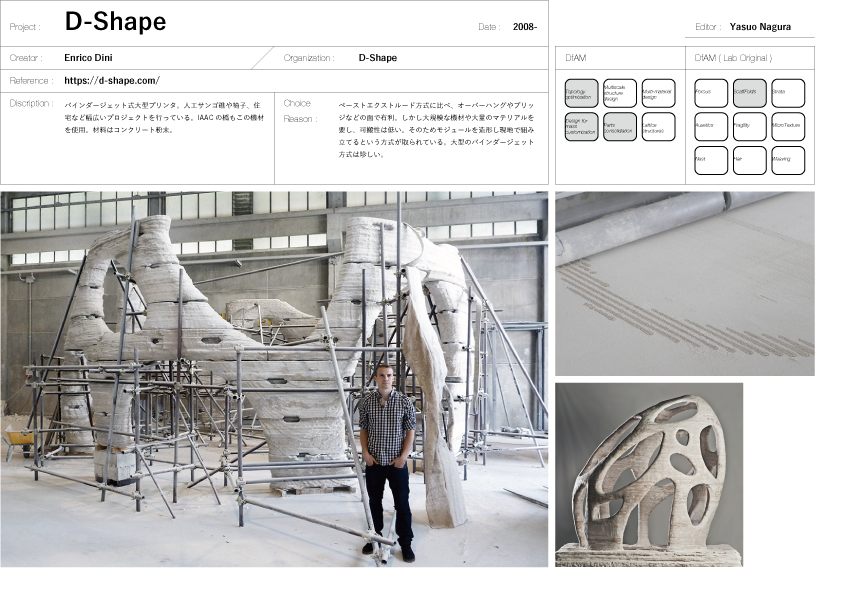 Project : D-Shape
Date : 2008-
Editor : Yasuo Nagura
Creator : Enrico Dini
Organization : D-Shape
Reference : https://d-shape.com/
Discription :
バインダージェット式大型プリンタ。人工サンゴ礁や椅子、住
宅など幅広いプロジェクトを行っている。IAACの橋もこの機材
を使用。材料はコンクリート粉末。
Choice
Reason :
ペーストエクストルード方式に比べ、オーバーハングやブリッ
ジなどの面で有利。しかし大規模な機材や大量のマテリアルを
要し、可搬性は低い。そのためモジュールを造形し現地で組み
立てるという方式が取られている。大型のバインダージェット
方式は珍しい。
DfAM
Topology optimization
Multiscale structure design
Multi-material design
Design for mass customization
Parts consolidation
Lattice structures
DfAM ( Lab Original )
Porous
Scaffolds
Strata
Auxetics
Fragility
MicroTexture
Nest
Hair
Weaving